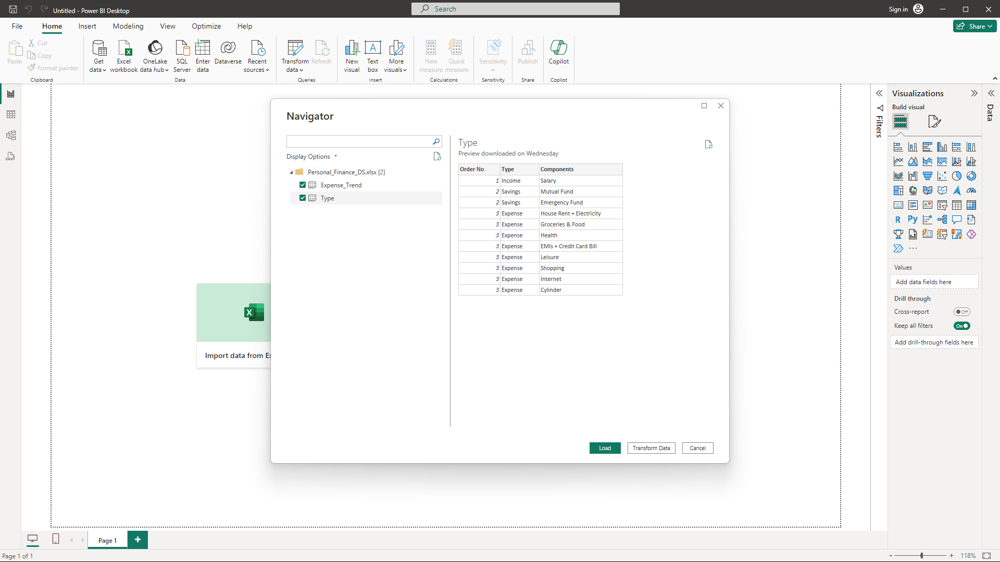 Untitled - Power BI Desktop
Search
Sign in
File Home Insert Modeling View Optimize Help
Share
Paste
Cut
Copy
Format painter
Clipboard
Get data
Excel workbook
OneLake data hub
SQL Server
Enter data
Dataverse
Recent sources
Data
Transform data
Refresh
Queries
New visual
Text box
More visuals
Insert
New measure
Quick measure
Calculations
Sensitivity
Sensitivity
Publish
Share
Copilot
Copilot
Navigator
Display Options
Personal_Finance_DS.xlsx [2]
Expense_Trend
Type
Type
Preview downloaded on Wednesday
Order No Type Components
1 Income Salary
2 Savings Mutual Fund
2 Savings Emergency Fund
3 Expense House Rent + Electricity
3 Expense Groceries & Food
3 Expense Health
3 Expense EMIs + Credit Card Bill
3 Expense Leisure
3 Expense Shopping
3 Expense Internet
3 Expense Cylinder
Load
Transform Data
Cancel
Import data from Ex
Filters
Visualizations
Build visual
R Py
123
Values
Add data fields here
Drill through
Cross-report Off
Keep all filters On
Add drill-through fields here
Data
Page 1
Page 1 of 1
- + 118%